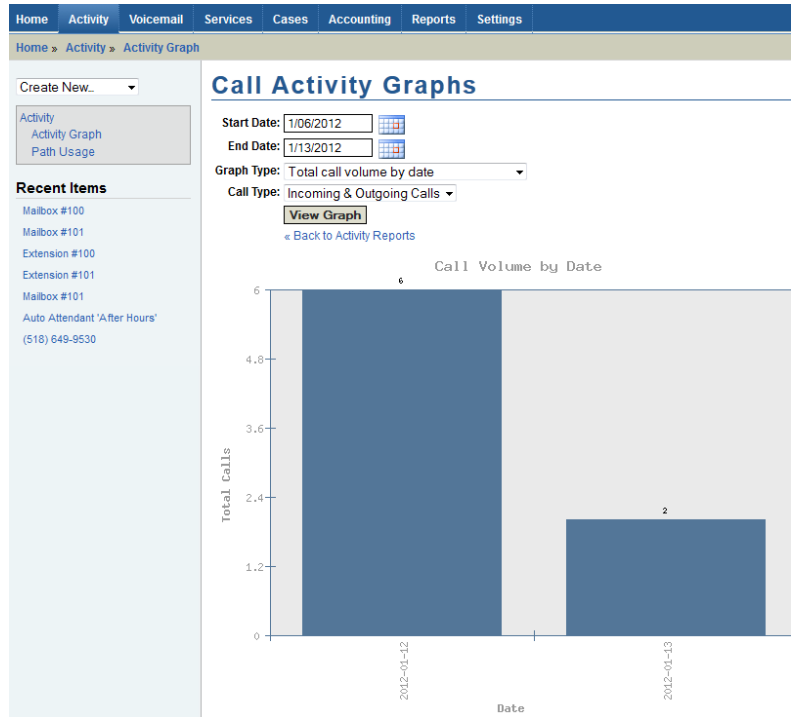 Home Activity Voicemail Services Cases Accounting Reports Settings
Home » Activity » Activity Graph
Create New...
Activity
Activity Graph
Path Usage
Recent Items
Mailbox #100
Mailbox #101
Extension #100
Extension #101
Mailbox #101
Auto Attendant 'After Hours'
(518) 649-9530
Call Activity Graphs
Start Date: 1/06/2012
End Date: 1/13/2012
Graph Type: Total call volume by date
Call Type: Incoming & Outgoing Calls
View Graph
« Back to Activity Reports
Call Volume by Date
6
6
4.8
3.6
2.4
2
1.2
0
Total Calls
2012-01-12
2012-01-13
Date